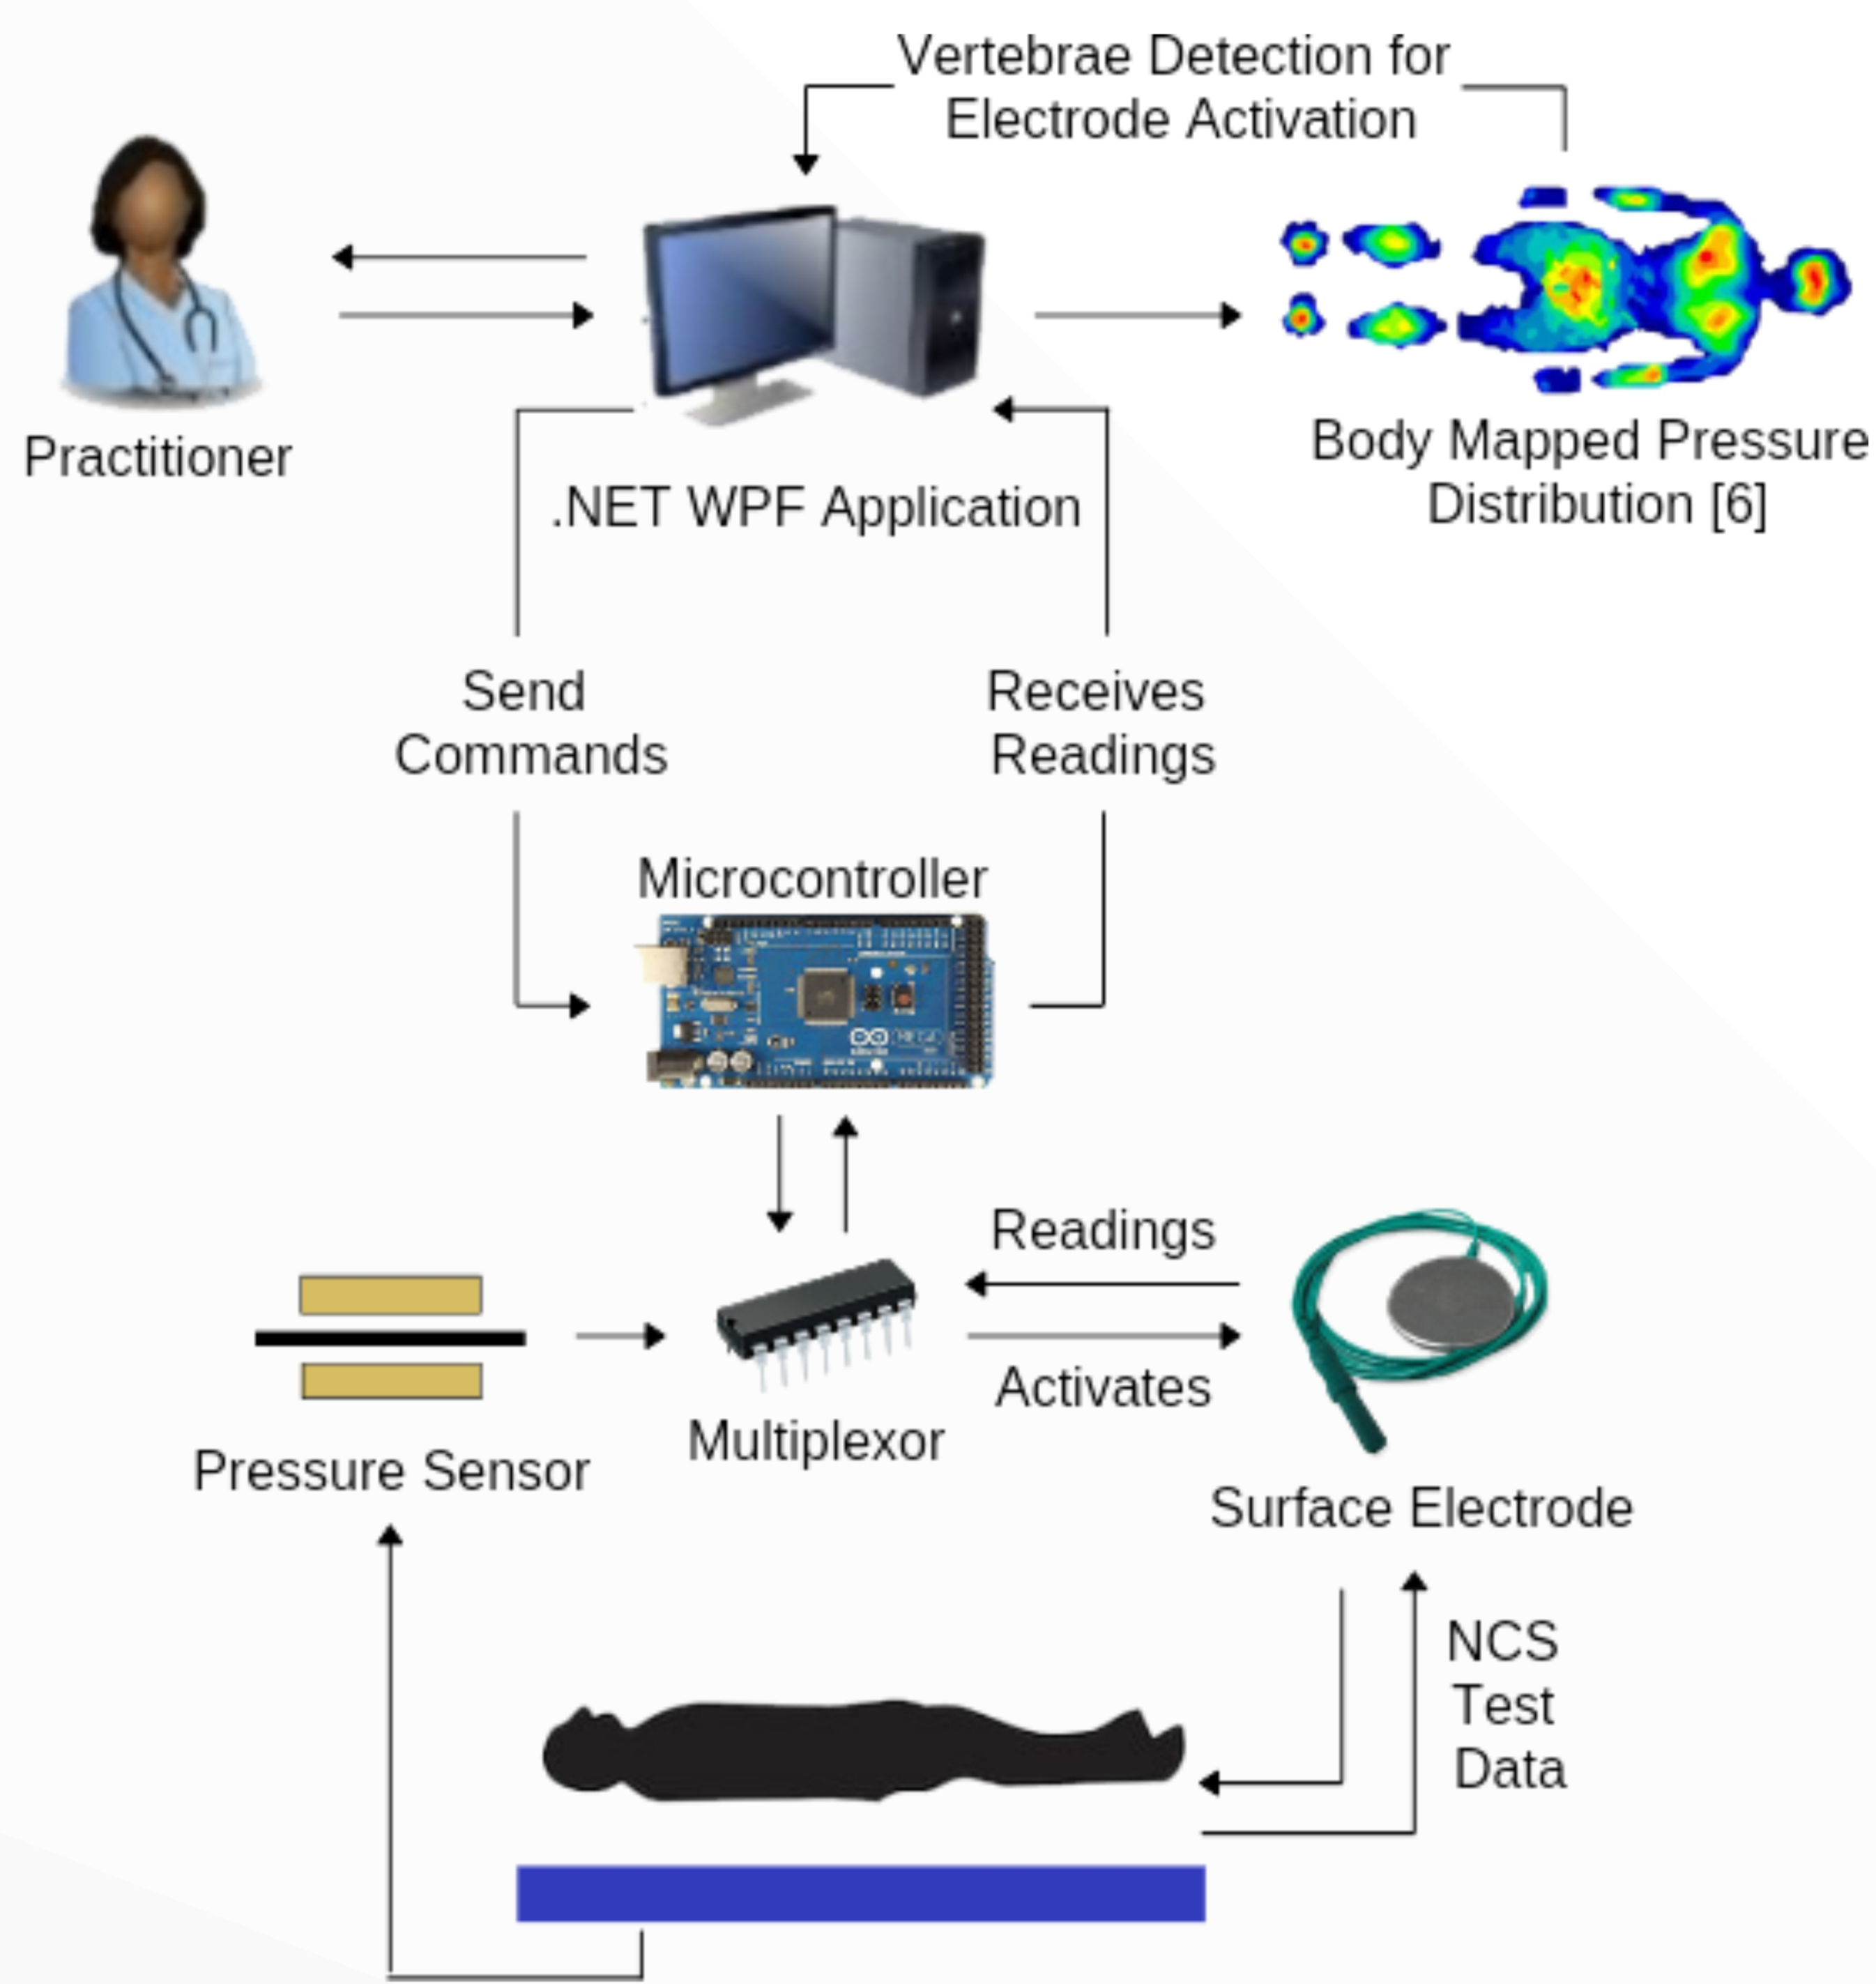 Vertebrae Detection for
Electrode Activation
Practitioner
.NET WPF Application
Body Mapped Pressure
Distribution [6]
Send
Commands
Receives
Readings
Microcontroller
Readings
Activates
Multiplexor
Pressure Sensor
Surface Electrode
NCS
Test
Data